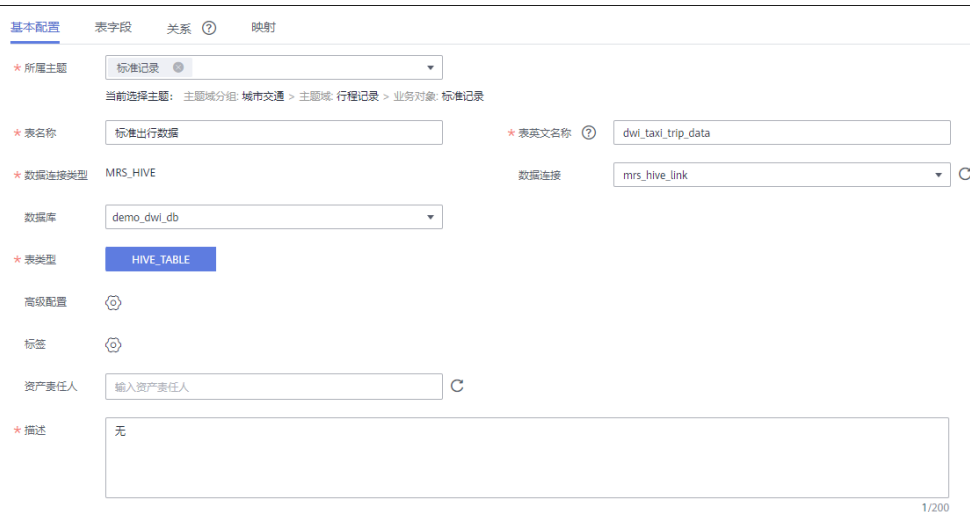 基本配置 表字段 关系 ? 映射
* 所属主题 标准记录
当前选择主题： 主题域分组: 城市交通 > 主题域: 行程记录 > 业务对象: 标准记录
* 表名称 标准出行数据 * 表英文名称 ? dwi_taxi_trip_data
* 数据连接类型 MRS_HIVE 数据连接 mrs_hive_link
数据库 demo_dwi_db
* 表类型 HIVE_TABLE
高级配置
标签
资产责任人 输入资产责任人
* 描述 无
1/200